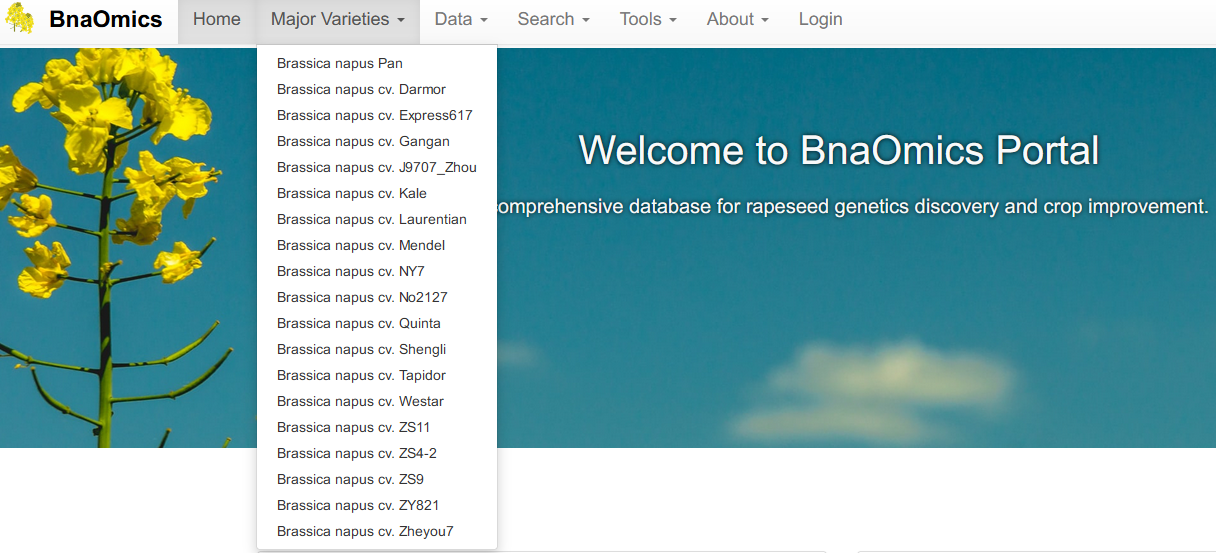 BnaOmics Home Major Varieties Data Search Tools About Login
Brassica napus Pan
Brassica napus cv. Darmor
Brassica napus cv. Express617
Brassica napus cv. Gangan
Brassica napus cv. J9707_Zhou
Brassica napus cv. Kale
Brassica napus cv. Laurentian
Brassica napus cv. Mendel
Brassica napus cv. NY7
Brassica napus cv. No2127
Brassica napus cv. Quinta
Brassica napus cv. Shengli
Brassica napus cv. Tapidor
Brassica napus cv. Westar
Brassica napus cv. ZS11
Brassica napus cv. ZS4-2
Brassica napus cv. ZS9
Brassica napus cv. ZY821
Brassica napus cv. Zheyou7
Welcome to BnaOmics Portal
omprehensive database for rapeseed genetics discovery and crop improvement.